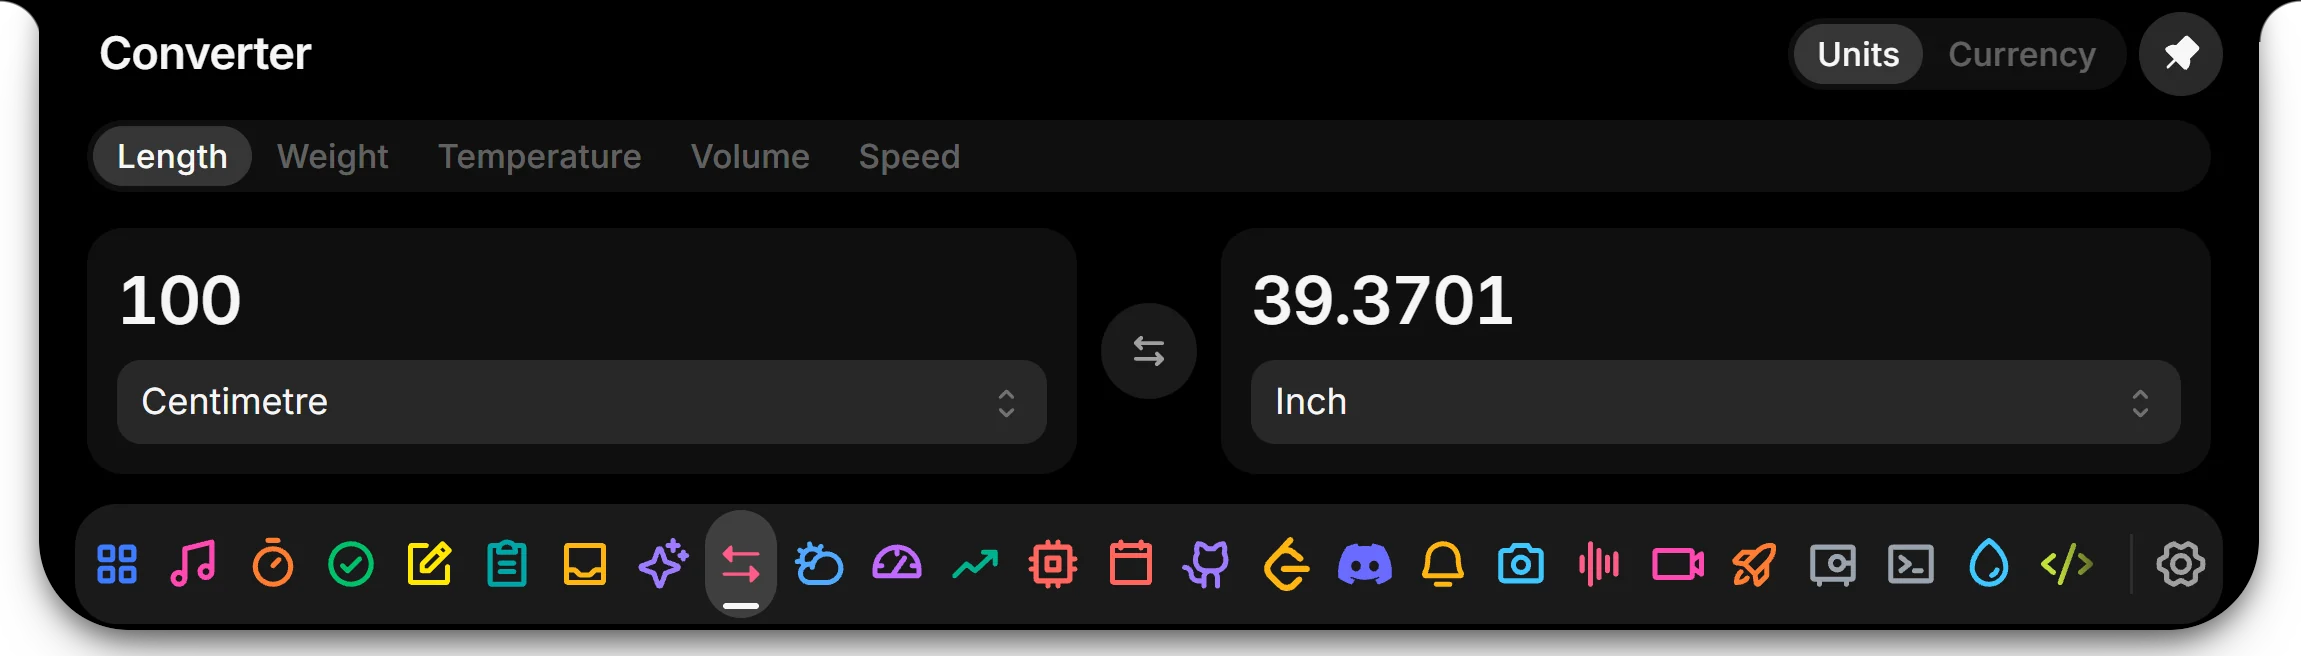 Converter
Units Currency
Length Weight Temperature Volume Speed
100
39.3701
Centimetre
Inch